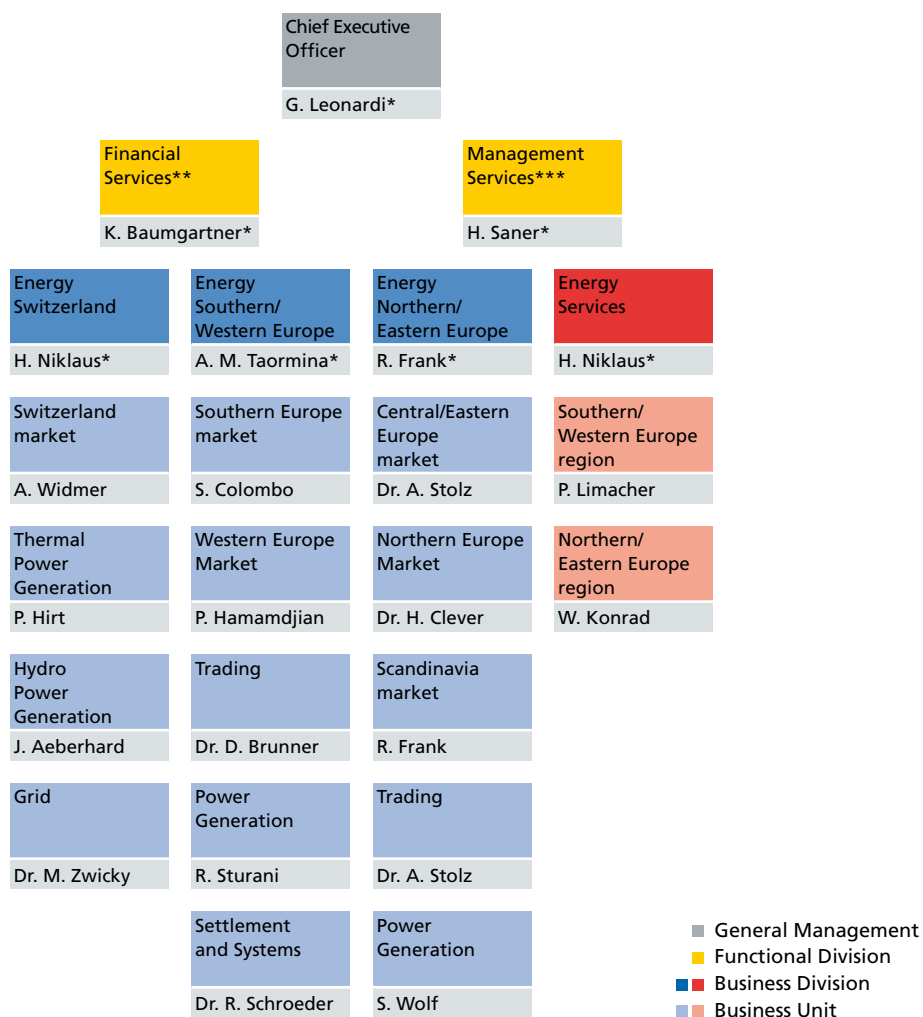 Chief Executive
Officer
G. Leonardi*
Financial
Services**
K. Baumgartner*
Management
Services***
H. Saner*
Energy
Switzerland
H. Niklaus*
Energy
Southern/
Western Europe
A. M. Taormina*
Energy
Northern/
Eastern Europe
R. Frank*
Energy
Services
H. Niklaus*
Switzerland
market
A. Widmer
Southern Europe
market
S. Colombo
Central/Eastern
Europe
market
Dr. A. Stolz
Southern/
Western Europe
region
P. Limacher
Thermal
Power
Generation
P. Hirt
Western Europe
Market
P. Hamamdjian
Northern Europe
Market
Dr. H. Clever
Northern/
Eastern Europe
region
W. Konrad
Hydro
Power
Generation
J. Aeberhard
Trading
Dr. D. Brunner
Scandinavia
market
R. Frank
Grid
Dr. M. Zwicky
Power
Generation
R. Sturani
Trading
Dr. A. Stolz
Settlement
and Systems
Dr. R. Schroeder
Power
Generation
S. Wolf
General Management
Functional Division
Business Division
Business Unit